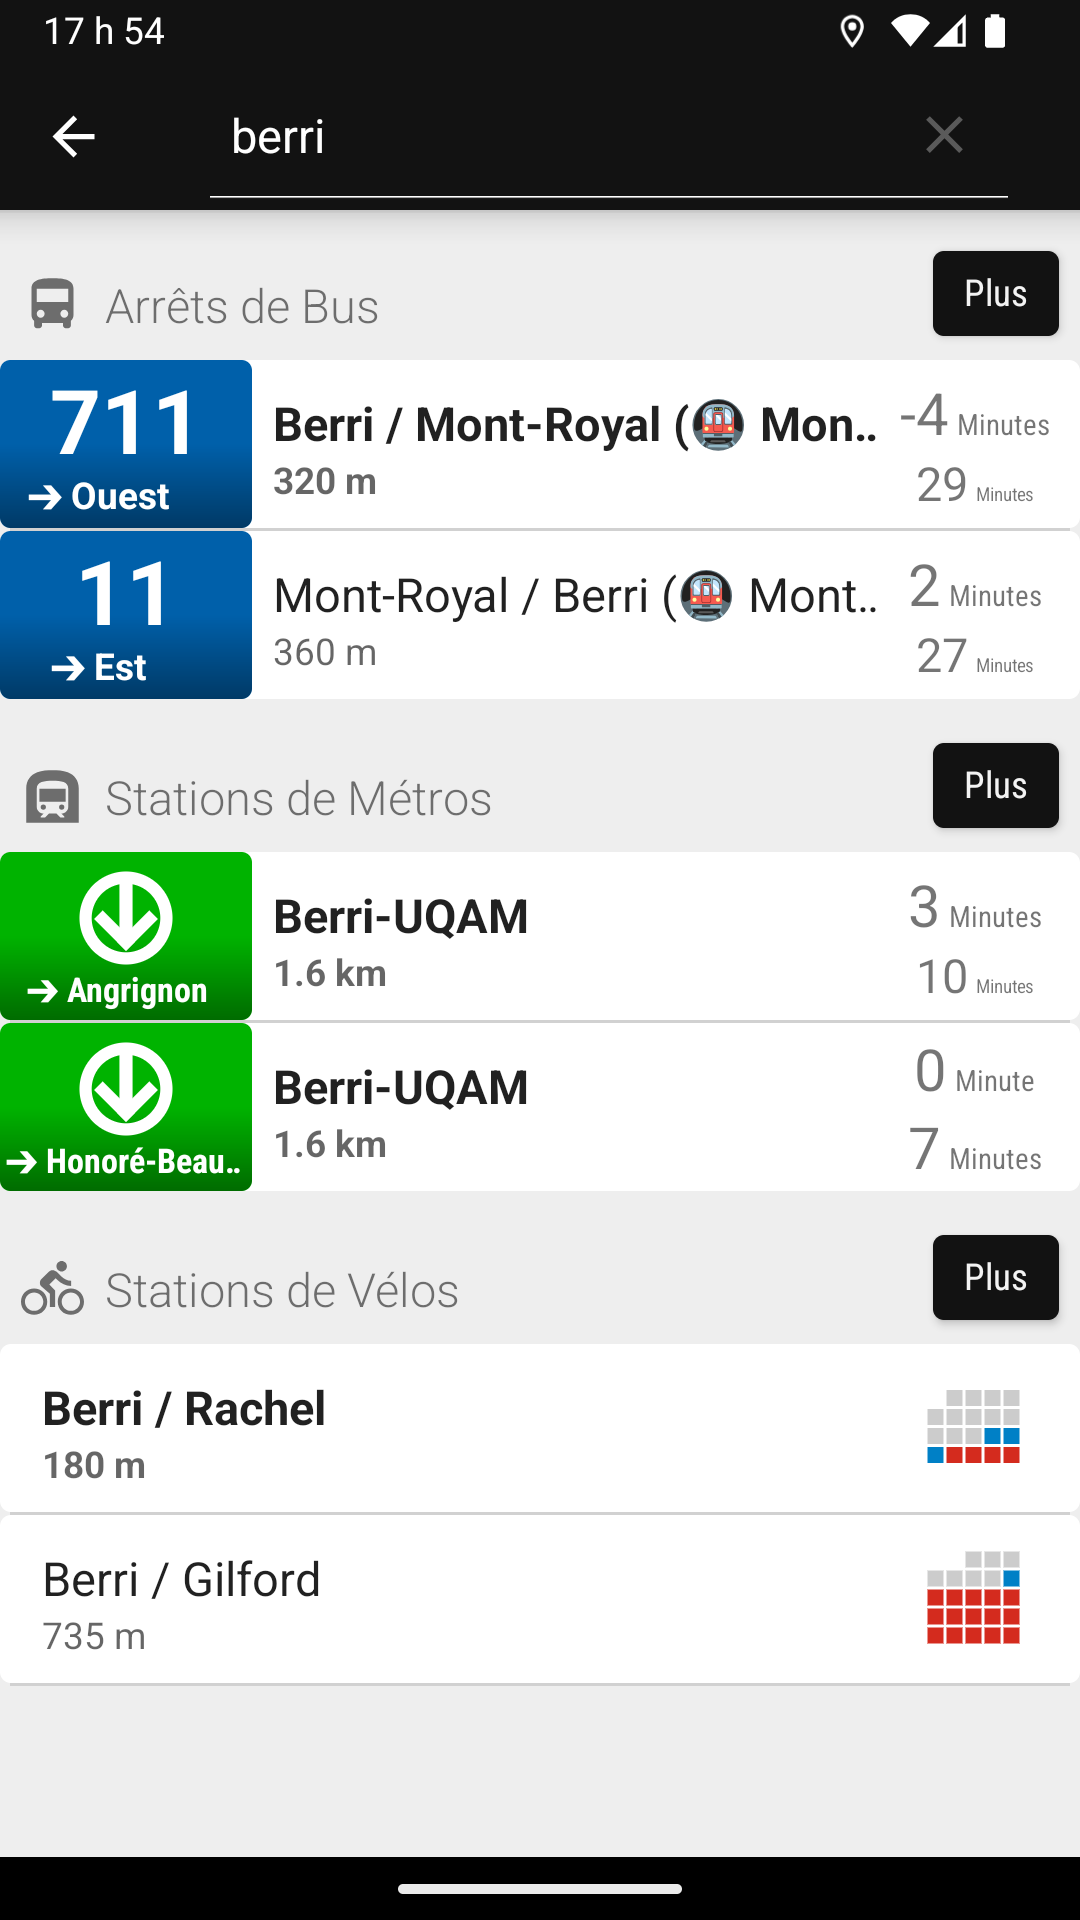 17 h 54
berri
Arrêts de Bus
Plus
711
➔ Ouest
Berri / Mont-Royal (🚇 Mon..
320 m
-4 Minutes
29 Minutes
11
➔ Est
Mont-Royal / Berri (🚇 Mont..
360 m
2 Minutes
27 Minutes
Stations de Métros
Plus
➔ Angrignon
Berri-UQAM
1.6 km
3 Minutes
10 Minutes
➔ Honoré-Beau..
Berri-UQAM
1.6 km
0 Minute
7 Minutes
Stations de Vélos
Plus
Berri / Rachel
180 m
Berri / Gilford
735 m